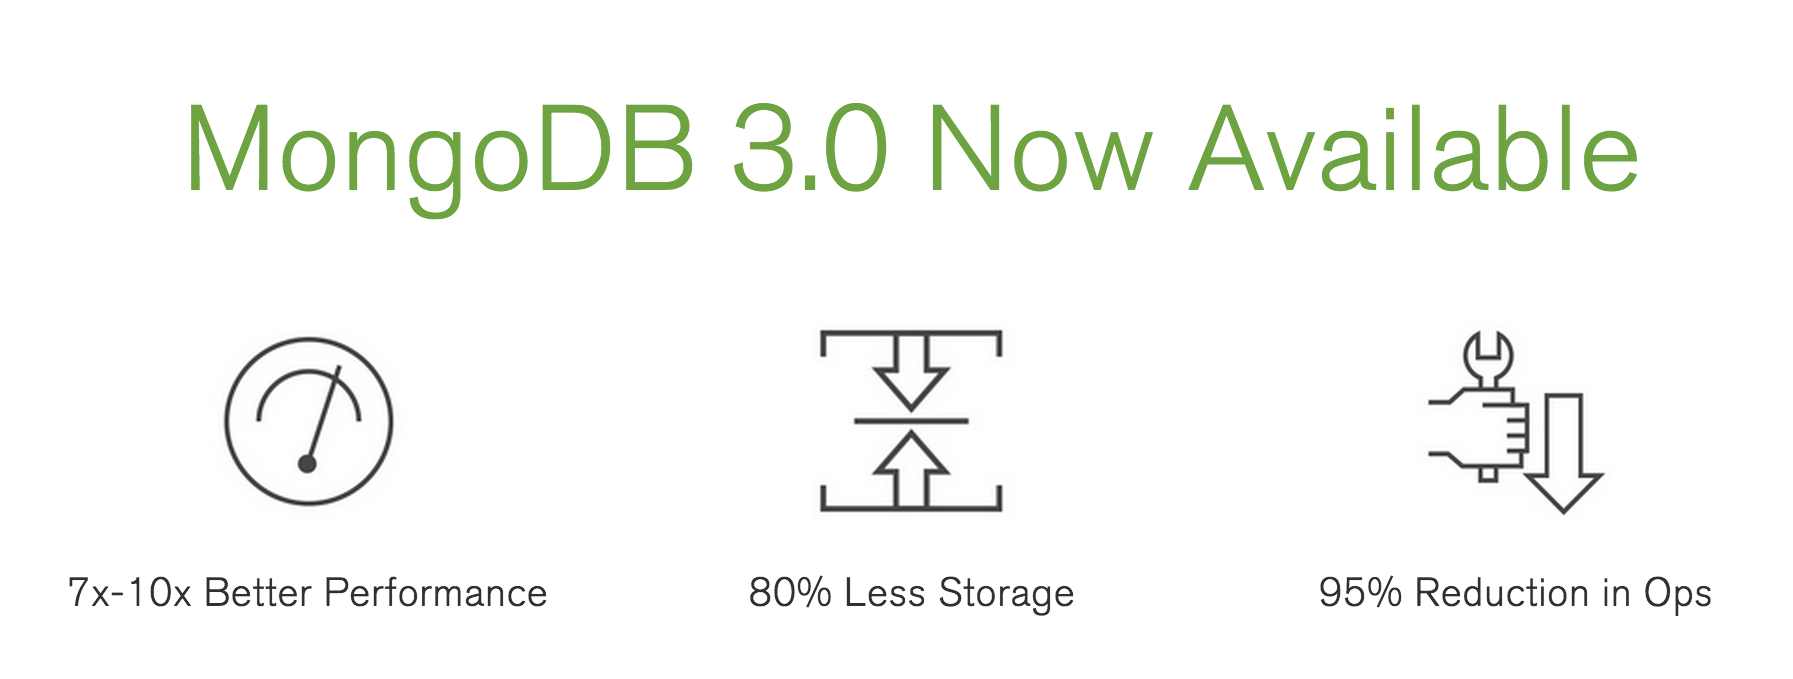 MongoDB 3.0 Now Available
7x-10x Better Performance
80% Less Storage
95% Reduction in Ops